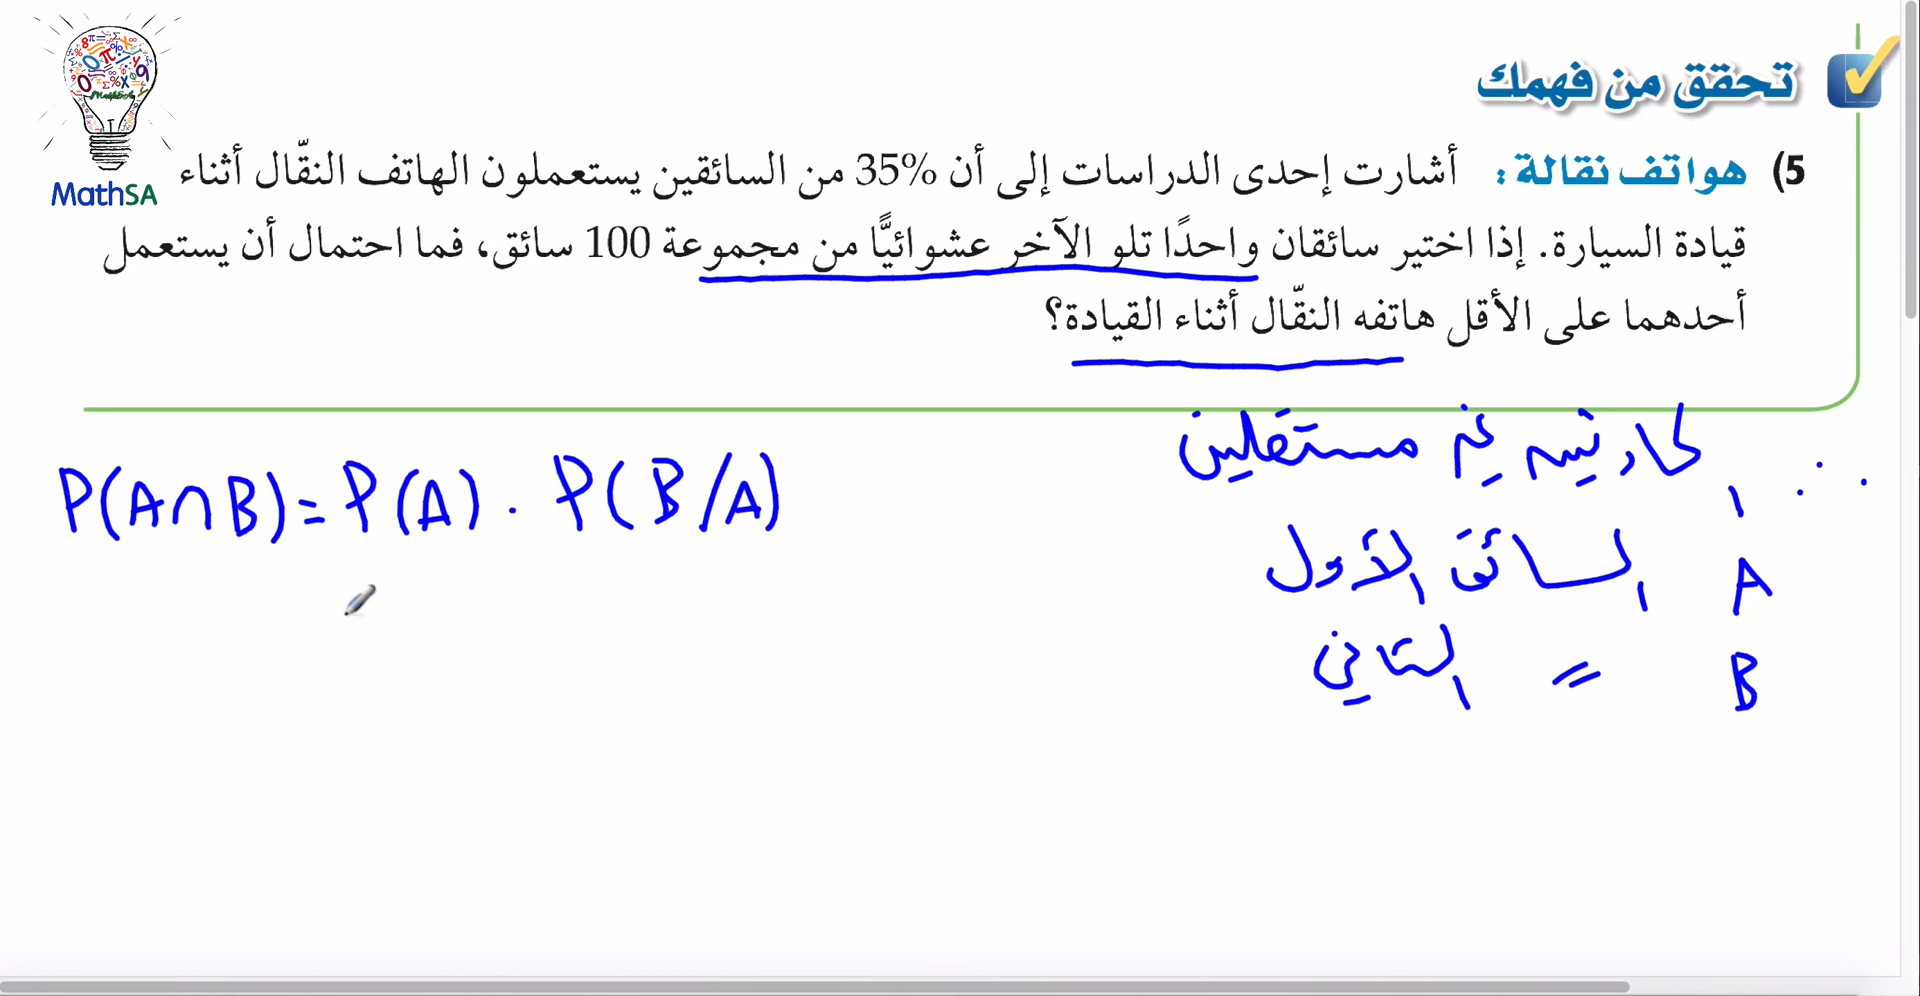 MathSA
تحقق من فهمك
5) هواتف نقالة: أشارت إحدى الدراسات إلى أن %35 من السائقين يستعملون الهاتف النقّال أثناء
قيادة السيارة. إذا اختير سائقان واحدًا تلو الآخر عشوائيًّا من مجموعة 100 سائق، فما احتمال أن يستعمل
أحدهما على الأقل هاتفه النقّال أثناء القيادة؟
∴ الحادثتين غير مستقلين
P(A∩B)=P(A) . P(B/A)
A السائق الأول
B = الثاني